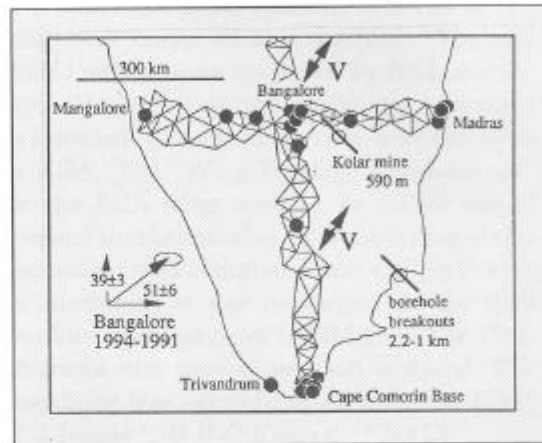 300 km
V
Bangalore
Mangalore
Madras
Kolar mine
590 m
V
39±3
51±6
Bangalore
1994-1991
borehole
breakouts
2.2-1 km
Trivandrum
Cape Comorin Base